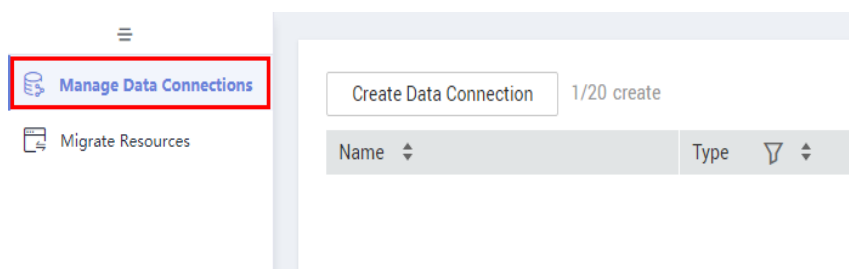 Manage Data Connections
Migrate Resources
Create Data Connection 1/20 create
Name Type